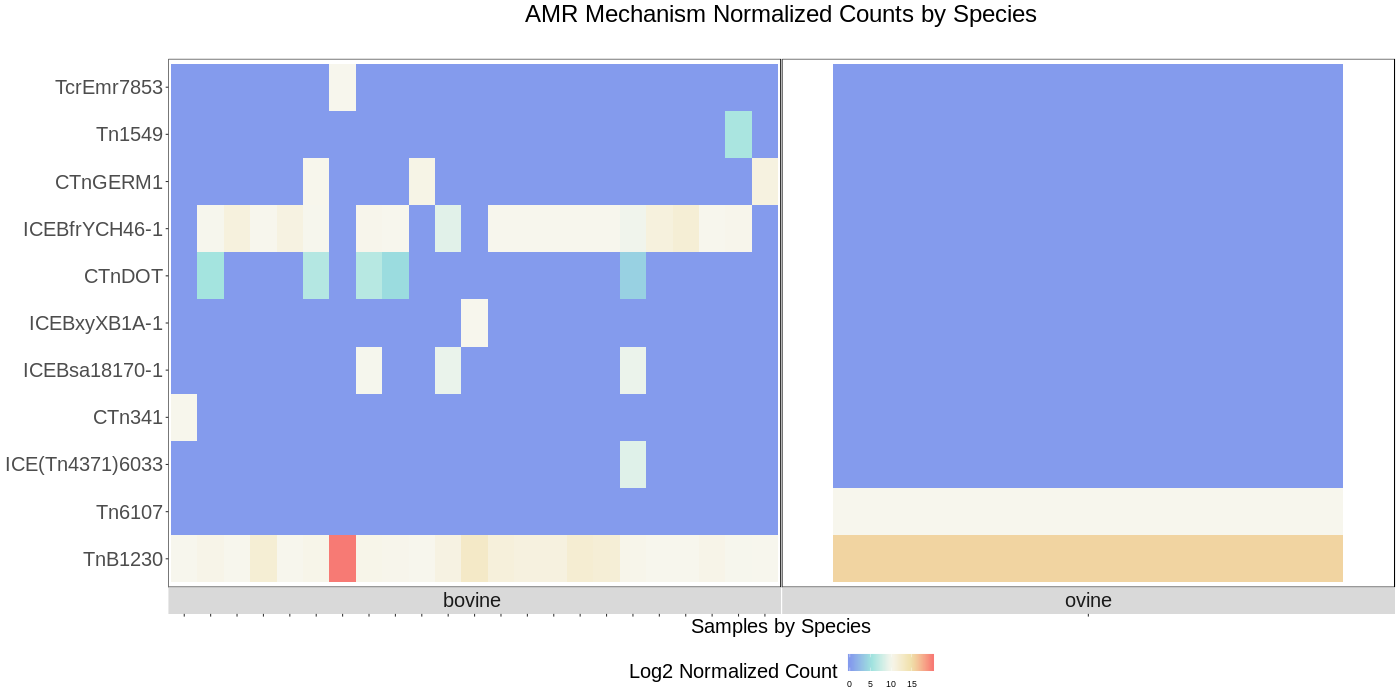 AMR Mechanism Normalized Counts by Species
TcrEmr7853
Tn1549
CTnGERM1
ICEBfrYCH46-1
CTnDOT
ICEBxyXB1A-1
ICEBsa18170-1
CTn341
ICE(Tn4371)6033
Tn6107
TnB1230
bovine ovine
Samples by Species
Log2 Normalized Count
0 5 10 15